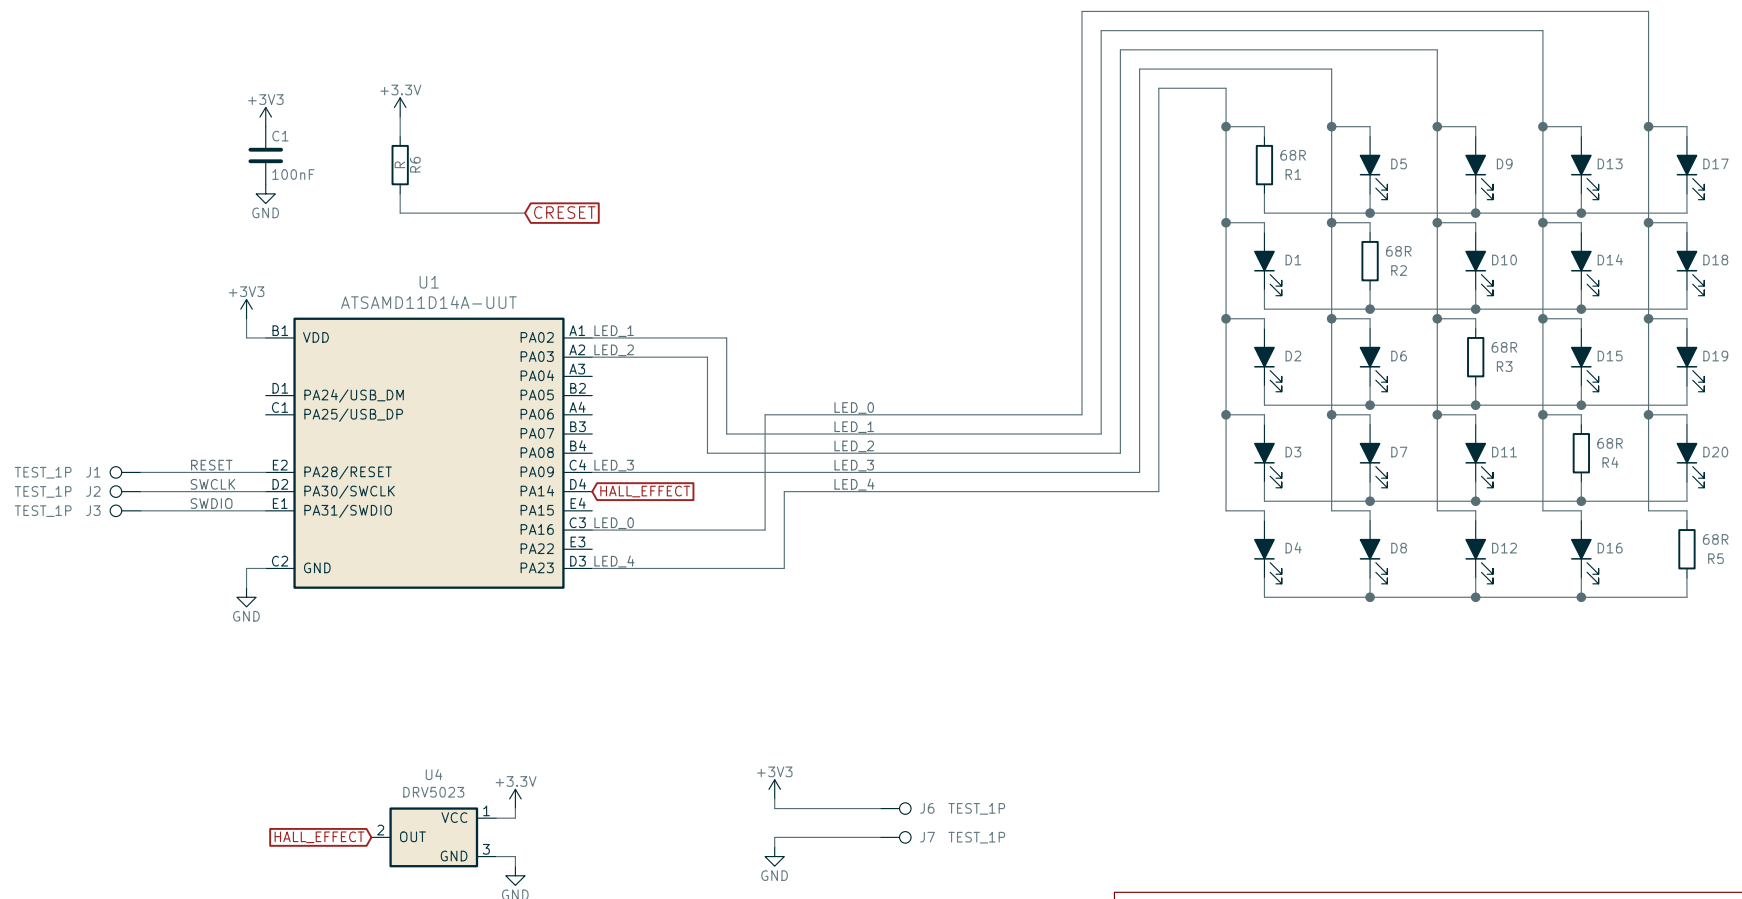 +3V3
C1
100nF
GND
+3.3V
R
R6
CRESET
U1
ATSAMD11D14A-UUT
+3V3
B1 VDD PA02 A1 LED_1
PA03 A2 LED_2
PA04 A3
D1 PA24/USB_DM PA05 B2
C1 PA25/USB_DP PA06 A4
PA07 B3
PA08 B4
TEST_1P J1 RESET E2 PA28/RESET PA09 C4 LED_3
TEST_1P J2 SWCLK D2 PA30/SWCLK PA14 D4 HALL_EFFECT
TEST_1P J3 SWDIO E1 PA31/SWDIO PA15 E4
PA16 C3 LED_0
PA22 E3
C2 GND PA23 D3 LED_4
GND
LED_0
LED_1
LED_2
LED_3
LED_4
68R
R1 D5 D9 D13 D17
D1 68R
R2 D10 D14 D18
D2 D6 68R
R3 D15 D19
D3 D7 D11 68R
R4 D20
D4 D8 D12 D16 68R
R5
U4
DRV5023
+3.3V
VCC 1
HALL_EFFECT 2 OUT
GND 3
GND
+3V3
J6 TEST_1P
J7 TEST_1P
GND